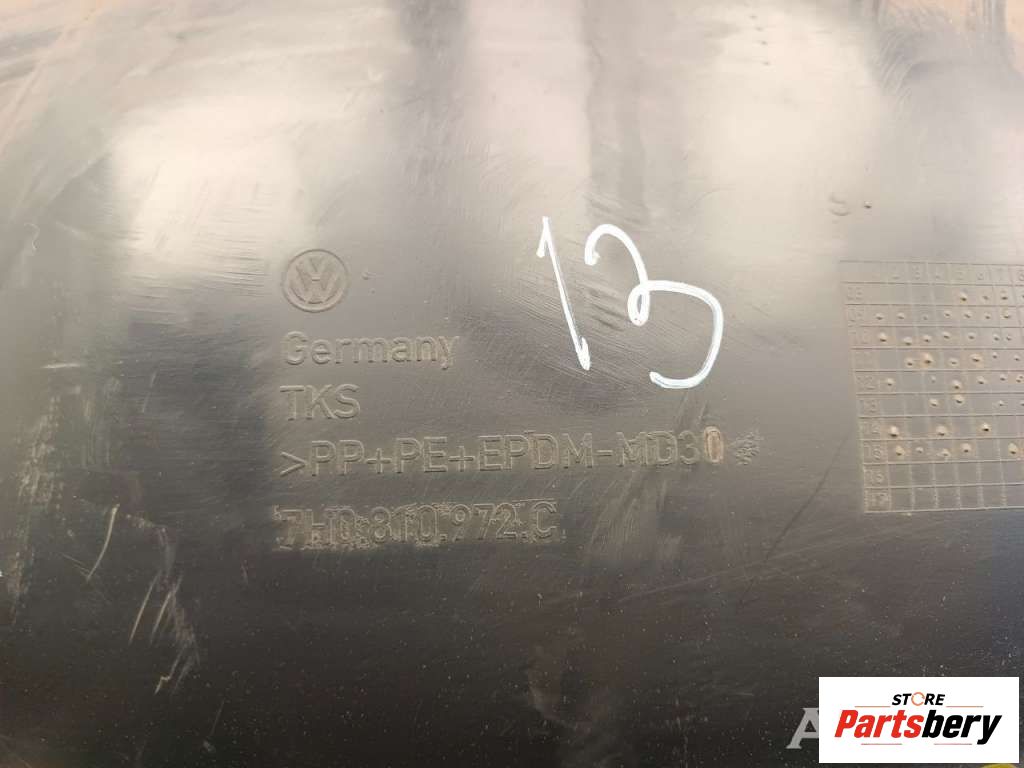 13
Germany
TKS
>PP+PE+EPDM-MD30<
7H0.810.972.C
STORE
Partsbery